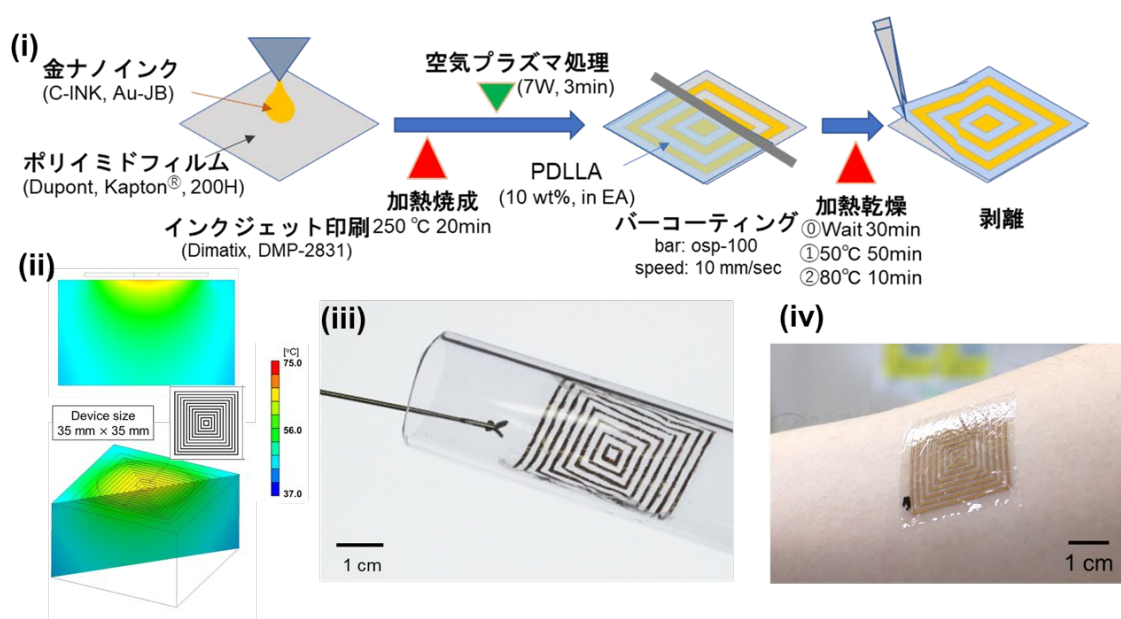 (i)
金ナノインク
(C-INK, Au-JB)
ポリイミドフィルム
(Dupont, Kapton®, 200H)
インクジェット印刷
(Dimatix, DMP-2831)
空気プラズマ処理
(7W, 3min)
加熱焼成
250 ℃ 20min
PDLLA
(10 wt%, in EA)
バーコーティング
bar: osp-100
speed: 10 mm/sec
加熱乾燥
⓪Wait 30min
①50℃ 50min
②80℃ 10min
剥離
(ii)
[℃]
75.0
56.0
37.0
Device size
35 mm × 35 mm
(iii)
1 cm
(iv)
1 cm